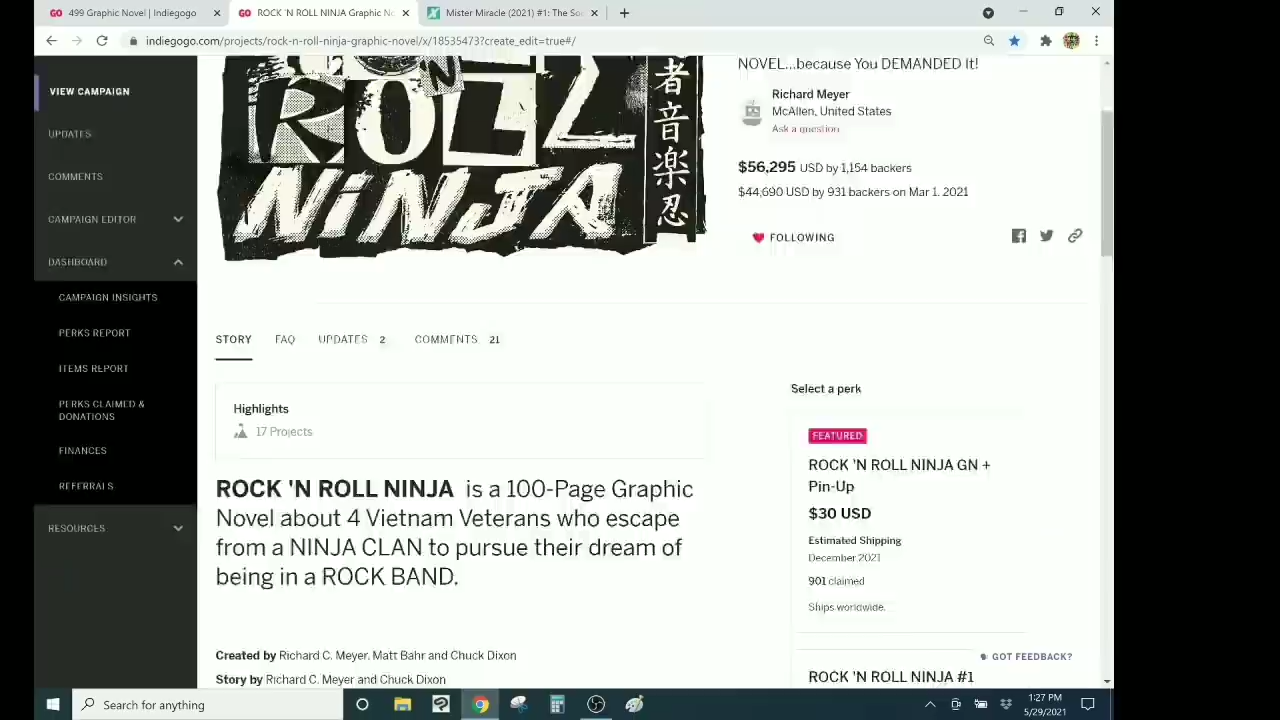 499 Graphic Novel | Indiegogo
ROCK 'N ROLL NINJA Graphic N
Mister Miracle (2021) #1: The So
indiegogo.com/projects/rock-n-roll-ninja-graphic-novel/x/18535473?create_edit=true#/
VIEW CAMPAIGN
UPDATES
COMMENTS
CAMPAIGN EDITOR
DASHBOARD
CAMPAIGN INSIGHTS
PERKS REPORT
ITEMS REPORT
PERKS CLAIMED &
DONATIONS
FINANCES
REFERRALS
RESOURCES
'N
ROLL
NINJA
者音楽忍
NOVEL...because You DEMANDED It!
Richard Meyer
McAllen, United States
Ask a question
$56,295 USD by 1,154 backers
$44,690 USD by 931 backers on Mar 1, 2021
FOLLOWING
STORY FAQ UPDATES 2 COMMENTS 21
Highlights
17 Projects
ROCK 'N ROLL NINJA is a 100-Page Graphic
Novel about 4 Vietnam Veterans who escape
from a NINJA CLAN to pursue their dream of
being in a ROCK BAND.
Created by Richard C. Meyer, Matt Bahr and Chuck Dixon
Story by Richard C. Meyer and Chuck Dixon
Select a perk
FEATURED
ROCK 'N ROLL NINJA GN +
Pin-Up
$30 USD
Estimated Shipping
December 2021
901 claimed
Ships worldwide.
GOT FEEDBACK?
ROCK 'N ROLL NINJA #1
Search for anything
1:27 PM
5/29/2021